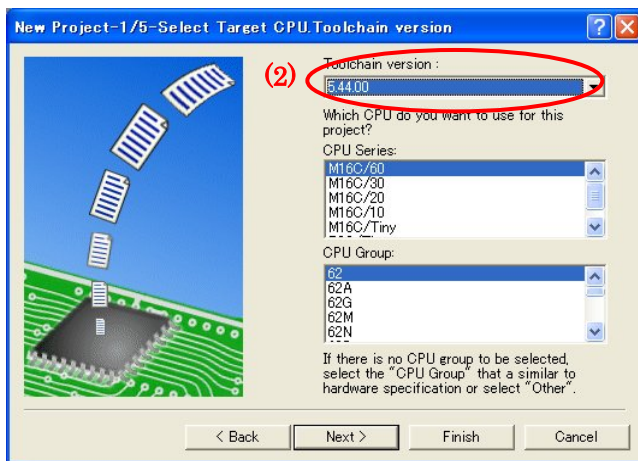 New Project-1/5-Select Target CPU,Toolchain version
(2)
Toolchain version :
5.44.00
Which CPU do you want to use for this
project?
CPU Series:
M16C/60
M16C/30
M16C/20
M16C/10
M16C/Tiny
CPU Group:
62
62A
62G
62M
62N
If there is no CPU group to be selected,
select the "CPU Group" that a similar to
hardware specification or select "Other".
< Back
Next >
Finish
Cancel